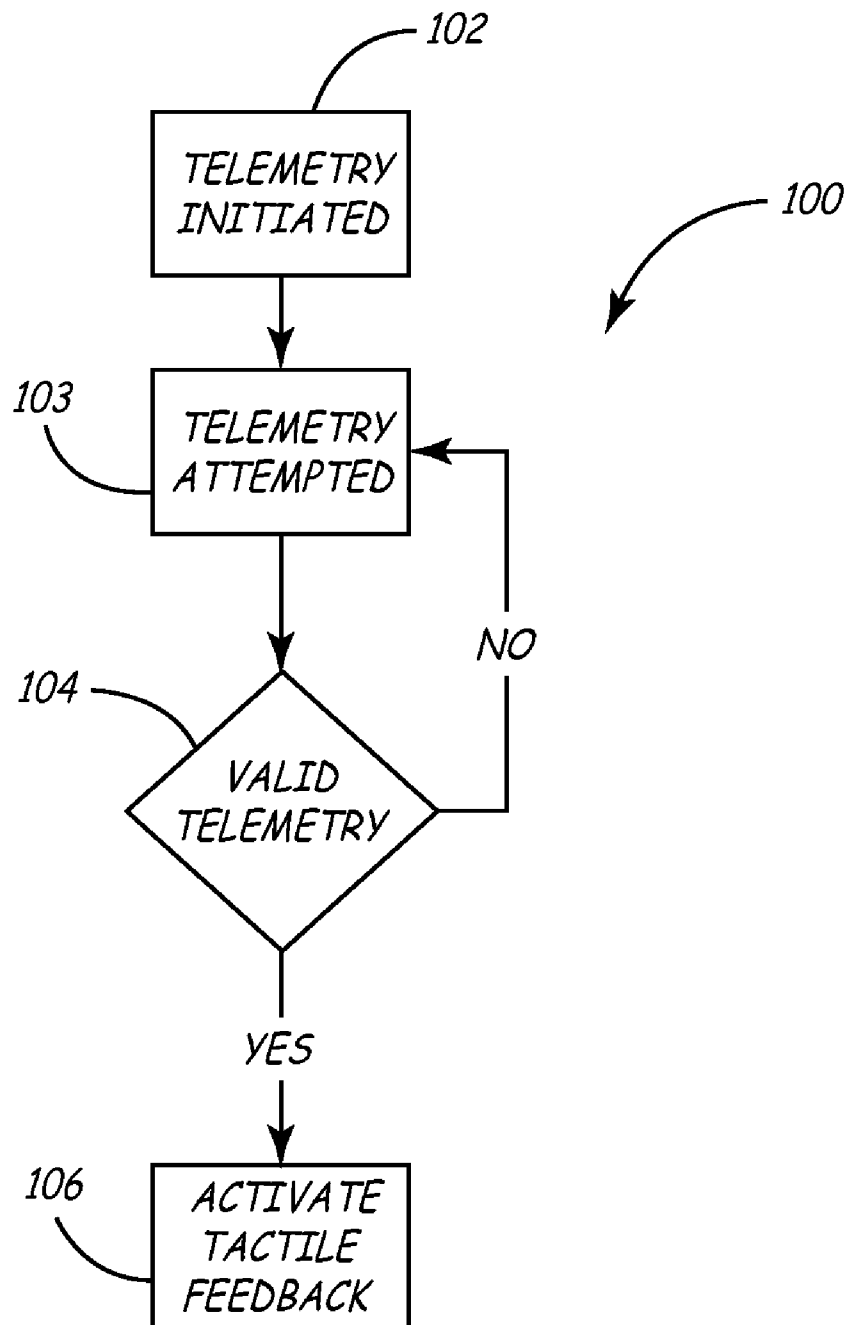 102
TELEMETRY
INITIATED
100
103
TELEMETRY
ATTEMPTED
NO
104
VALID
TELEMETRY
YES
106
ACTIVATE
TACTILE
FEEDBACK